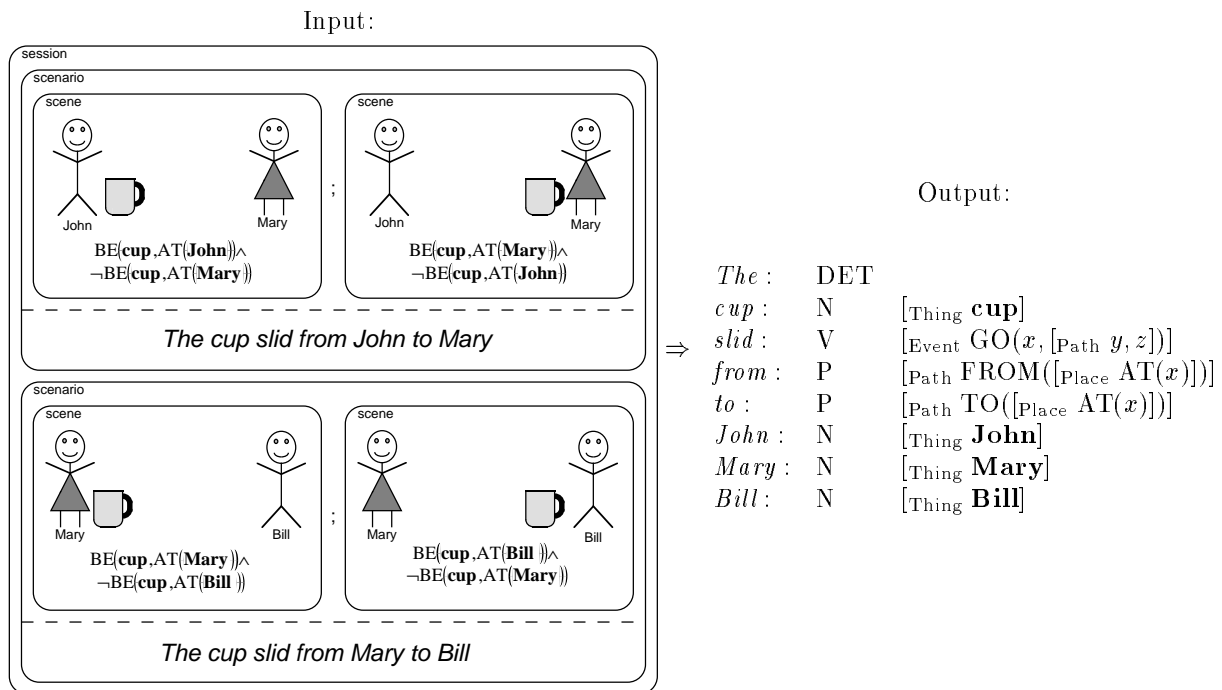 Input:
session
scenario
scene
John
Mary
BE(cup,AT(John))∧
¬BE(cup,AT(Mary))
;
scene
John
Mary
BE(cup,AT(Mary))∧
¬BE(cup,AT(John))
The cup slid from John to Mary
scenario
scene
Mary
Bill
BE(cup,AT(Mary))∧
¬BE(cup,AT(Bill))
;
scene
Mary
Bill
BE(cup,AT(Bill))∧
¬BE(cup,AT(Mary))
The cup slid from Mary to Bill
⇒
Output:
The: DET
cup: N [Thing cup]
slid: V [Event GO(x, [Path y, z])]
from: P [Path FROM([Place AT(x)])]
to: P [Path TO([Place AT(x)])]
John: N [Thing John]
Mary: N [Thing Mary]
Bill: N [Thing Bill]